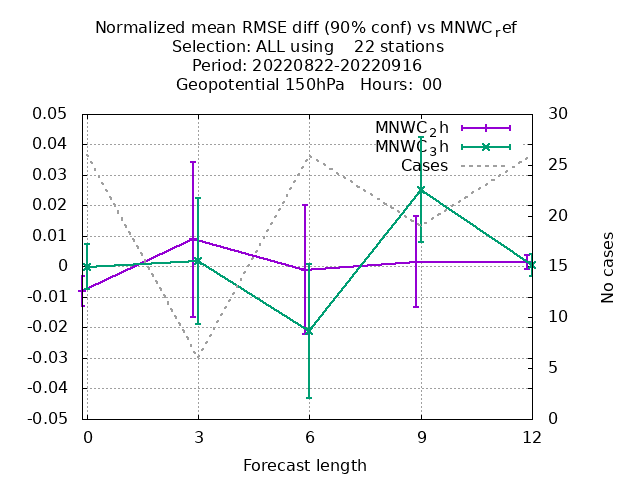 Normalized mean RMSE diff (90% conf) vs MNWC_ref
Selection: ALL using    22 stations
Period: 20220822-20220916
Geopotential 150hPa   Hours:  00
MNWC_2h
MNWC_3h
Cases
0.05
0.04
0.03
0.02
0.01
0
-0.01
-0.02
-0.03
-0.04
-0.05
30
25
20
15
10
5
0
No cases
0 3 6 9 12
Forecast length